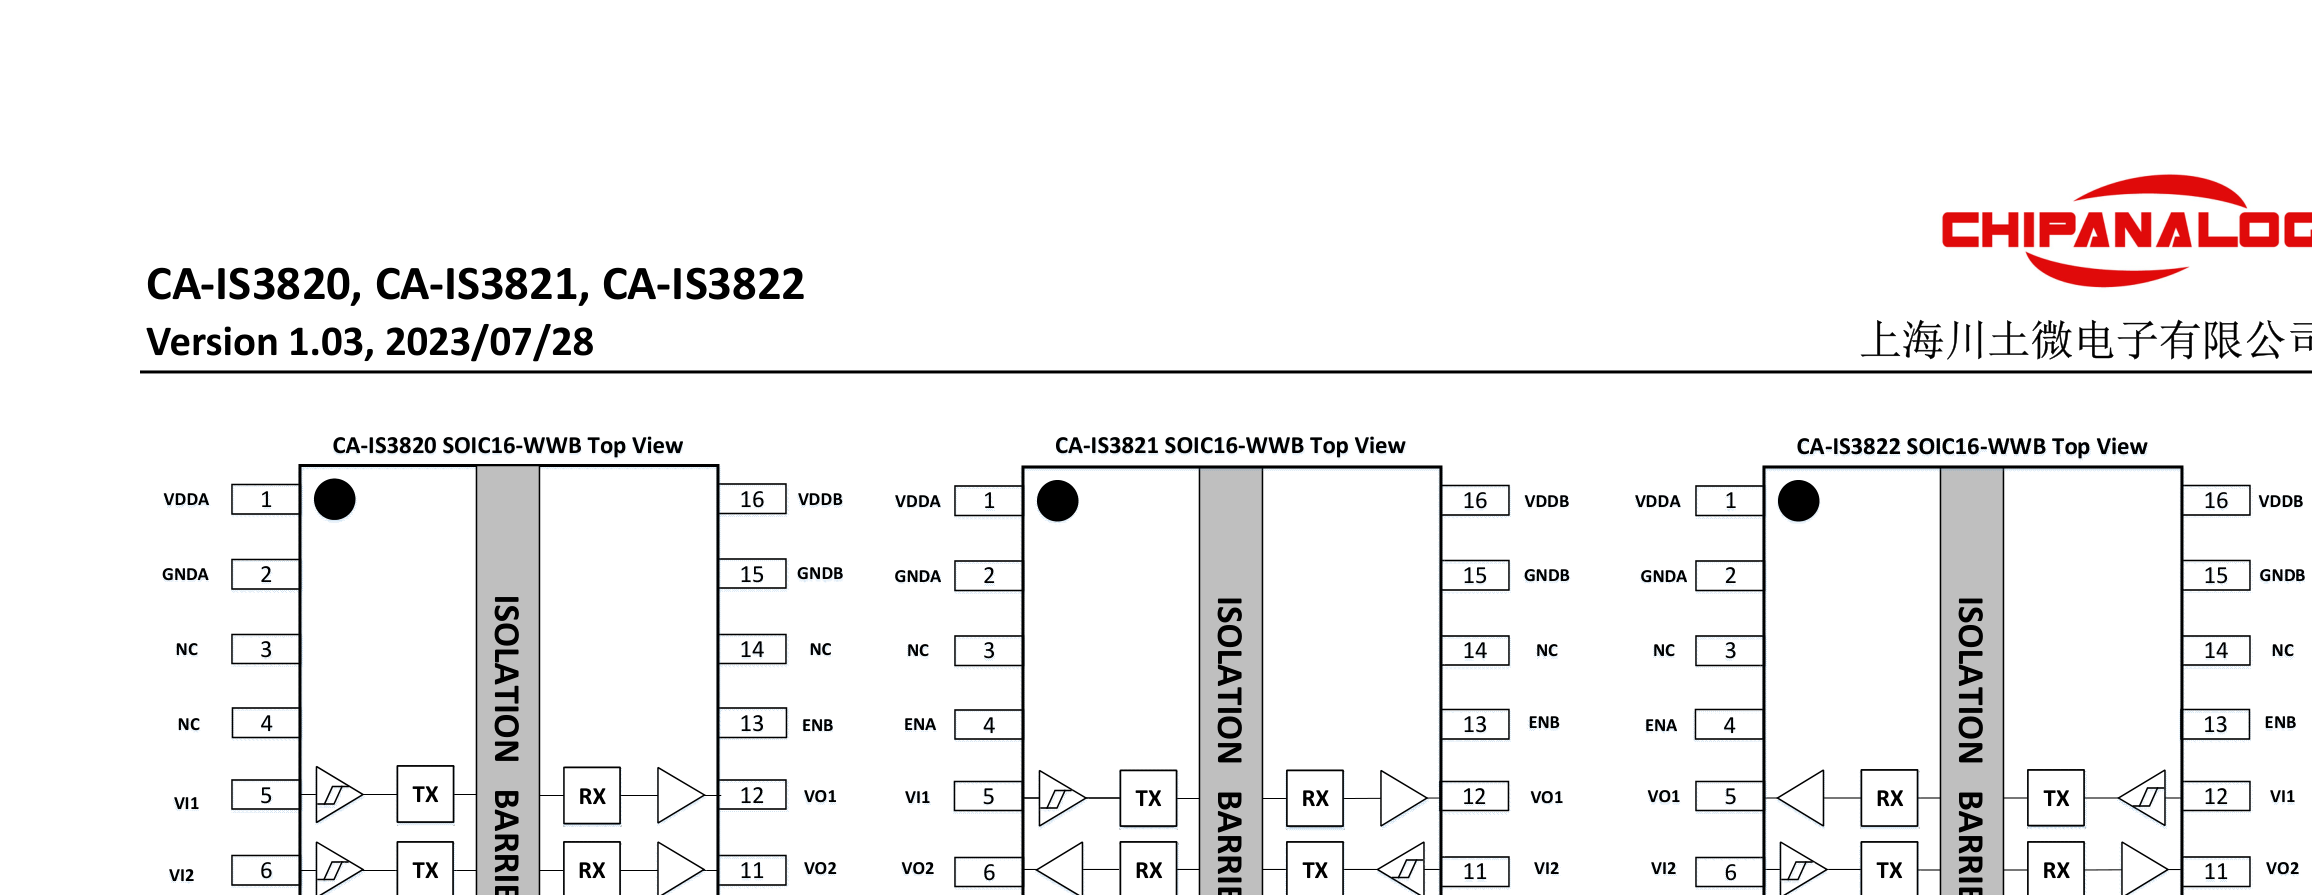 CHIPANALOG
CA-IS3820, CA-IS3821, CA-IS3822
Version 1.03, 2023/07/28
上海川土微电子有限公司
CA-IS3820 SOIC16-WWB Top View
VDDA 1 16 VDDB
GNDA 2 15 GNDB
NC 3 14 NC
NC 4 13 ENB
VI1 5 TX RX 12 VO1
VI2 6 TX RX 11 VO2
ISOLATION BARRIE
CA-IS3821 SOIC16-WWB Top View
VDDA 1 16 VDDB
GNDA 2 15 GNDB
NC 3 14 NC
ENA 4 13 ENB
VI1 5 TX RX 12 VO1
VO2 6 RX TX 11 VI2
ISOLATION BARRIE
CA-IS3822 SOIC16-WWB Top View
VDDA 1 16 VDDB
GNDA 2 15 GNDB
NC 3 14 NC
ENA 4 13 ENB
VO1 5 RX TX 12 VI1
VI2 6 TX RX 11 VO2
ISOLATION BARRIE